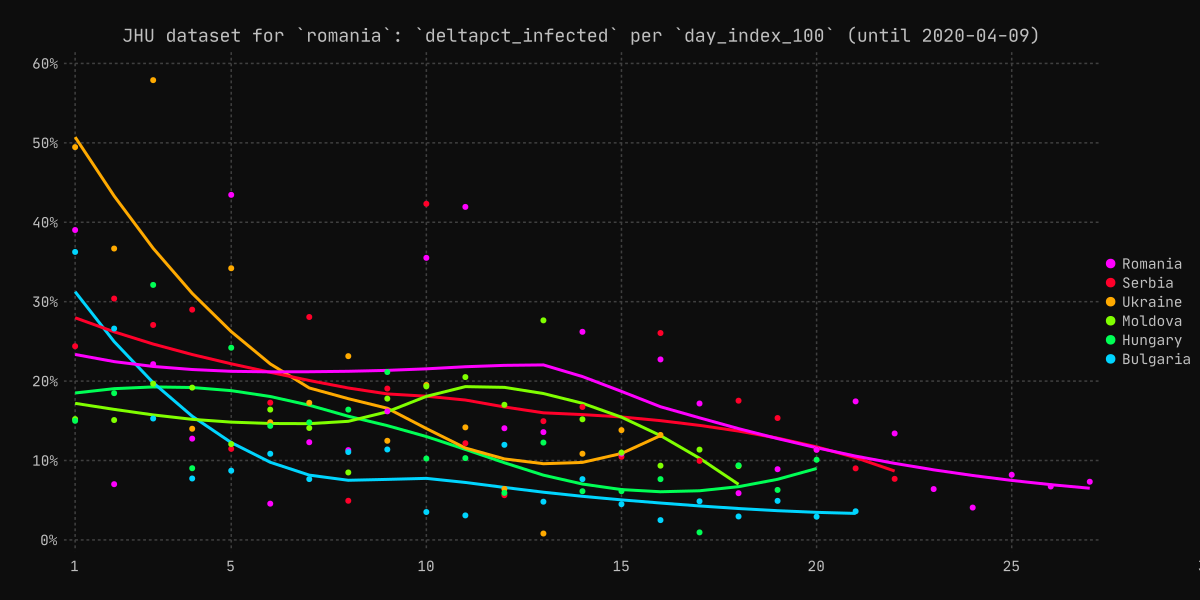 JHU dataset for `romania`: `deltapct_infected` per `day_index_100` (until 2020-04-09)
60%
50%
40%
30%
20%
10%
0%
1 5 10 15 20 25
Romania
Serbia
Ukraine
Moldova
Hungary
Bulgaria